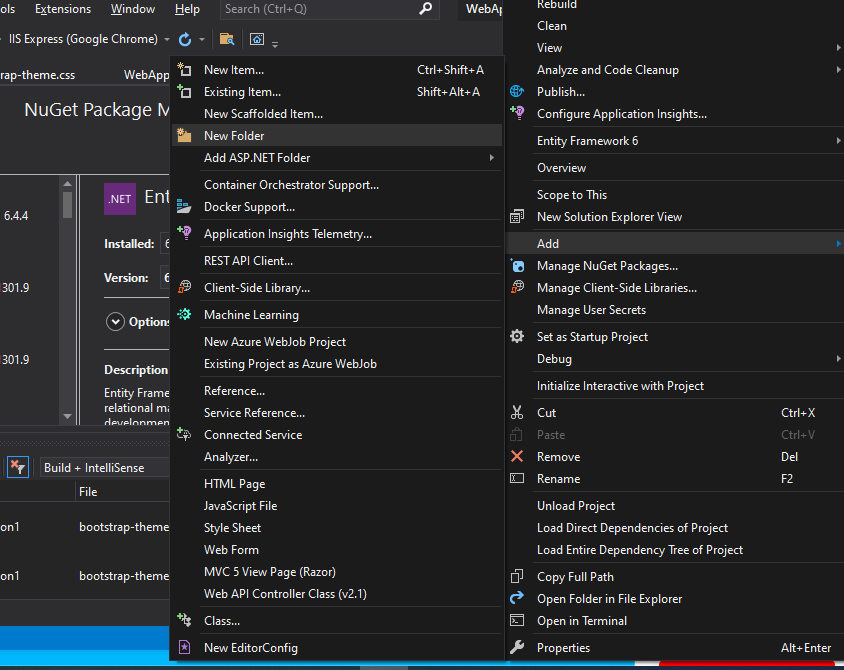 ols Extensions Window Help Search (Ctrl+Q) WebAp
IIS Express (Google Chrome)
rap-theme.css WebApp
NuGet Package M
6.4.4
.NET Enti
Installed: 6
1301.9
Version: 6
Options
1301.9
Description
Entity Frame
relational ma
development
Build + IntelliSense
File
on1 bootstrap-theme
on1 bootstrap-theme
New Item... Ctrl+Shift+A
Existing Item... Shift+Alt+A
New Scaffolded Item...
New Folder
Add ASP.NET Folder
Container Orchestrator Support...
Docker Support...
Application Insights Telemetry...
REST API Client...
Client-Side Library...
Machine Learning
New Azure WebJob Project
Existing Project as Azure WebJob
Reference...
Service Reference...
Connected Service
Analyzer...
HTML Page
JavaScript File
Style Sheet
Web Form
MVC 5 View Page (Razor)
Web API Controller Class (v2.1)
Class...
New EditorConfig
Rebuild
Clean
View
Analyze and Code Cleanup
Publish...
Configure Application Insights...
Entity Framework 6
Overview
Scope to This
New Solution Explorer View
Add
Manage NuGet Packages...
Manage Client-Side Libraries...
Manage User Secrets
Set as Startup Project
Debug
Initialize Interactive with Project
Cut Ctrl+X
Paste Ctrl+V
Remove Del
Rename F2
Unload Project
Load Direct Dependencies of Project
Load Entire Dependency Tree of Project
Copy Full Path
Open Folder in File Explorer
Open in Terminal
Properties Alt+Enter